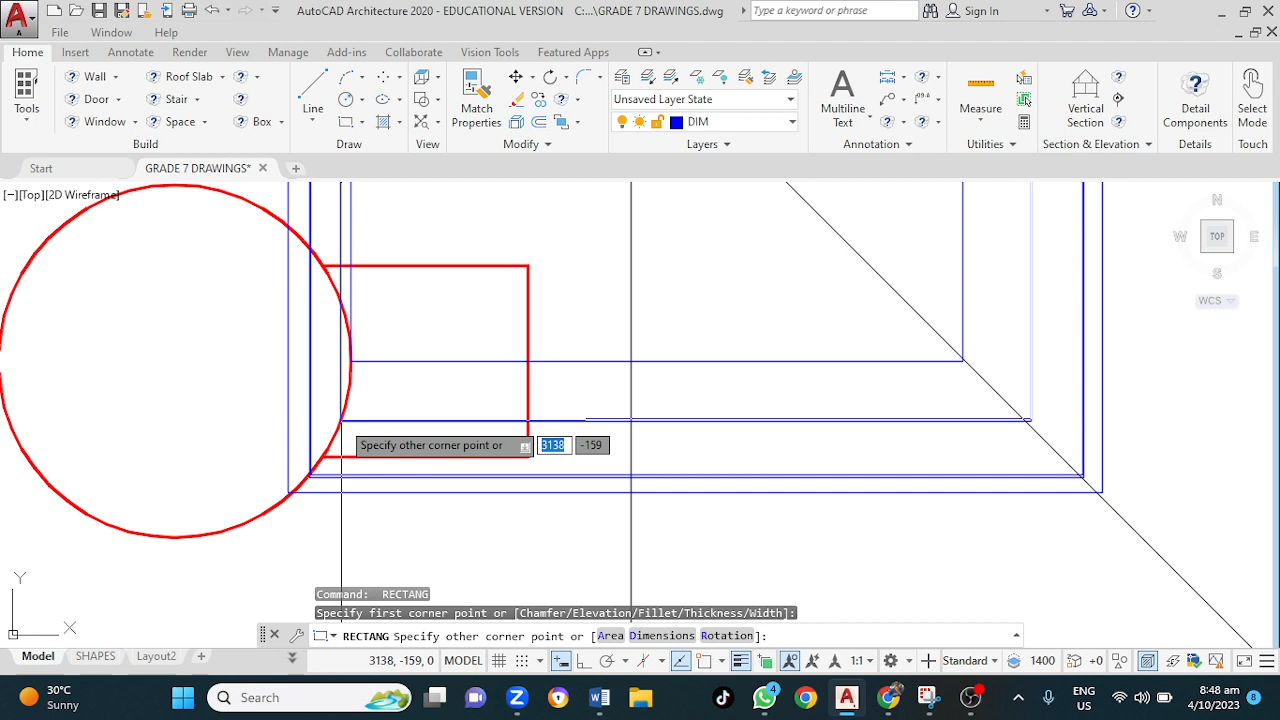 AutoCAD Architecture 2020 - EDUCATIONAL VERSION C:\...\GRADE 7 DRAWINGS.dwg
Type a keyword or phrase
Sign In
File Window Help
Home Insert Annotate Render View Manage Add-ins Collaborate Vision Tools Featured Apps
Tools
Wall
Door
Window
Roof Slab
Stair
Space
Box
Build
Line
Draw
View
Match Properties
Modify
Unsaved Layer State
DIM
Layers
Multiline Text
Annotation
Measure
Utilities
Vertical Section
Section & Elevation
Detail Components
Details
Select Mode
Touch
Start GRADE 7 DRAWINGS*
[−][Top][2D Wireframe]
N
W TOP E
S
WCS
Specify other corner point or 3138 -159
Y
X
Command: RECTANG
Specify first corner point or [Chamfer/Elevation/Fillet/Thickness/Width]:
RECTANG Specify other corner point or [Area Dimensions Rotation]:
Model SHAPES Layout2 3138, -159, 0 MODEL 1:1 Standard 1400 +0
30°C
Sunny
Search
4
ENG
US
8:48 am
4 Dec 2023
8